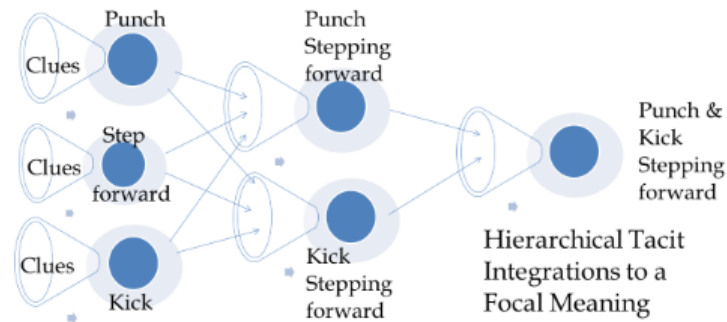 Punch
Clues
Step
Clues
forward
Clues
Kick
Punch
Stepping
forward
Kick
Stepping
forward
Punch &
Kick
Stepping
forward
Hierarchical Tacit
Integrations to a
Focal Meaning